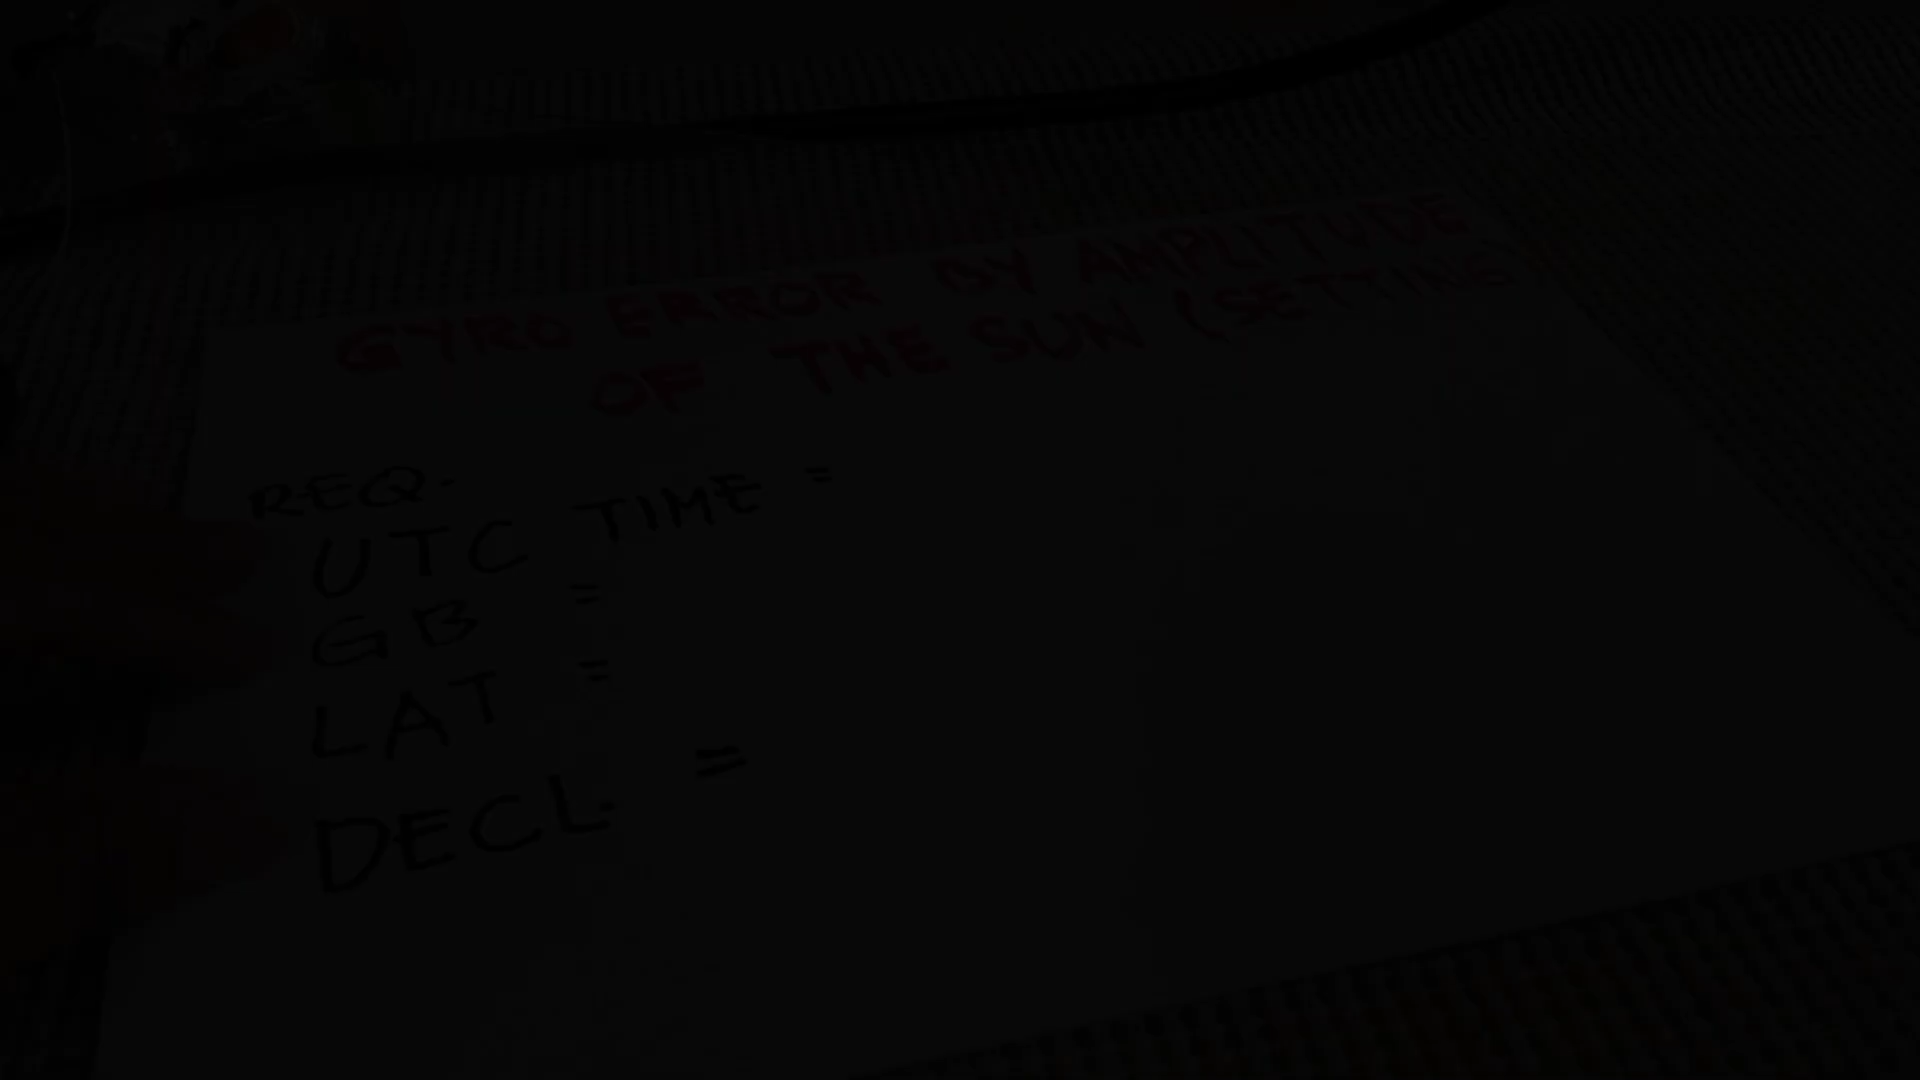 GYRO ERROR BY AMPLITUDE
OF THE SUN (SETTING
REQ.
UTC TIME =
GB =
LAT =
DECL. =